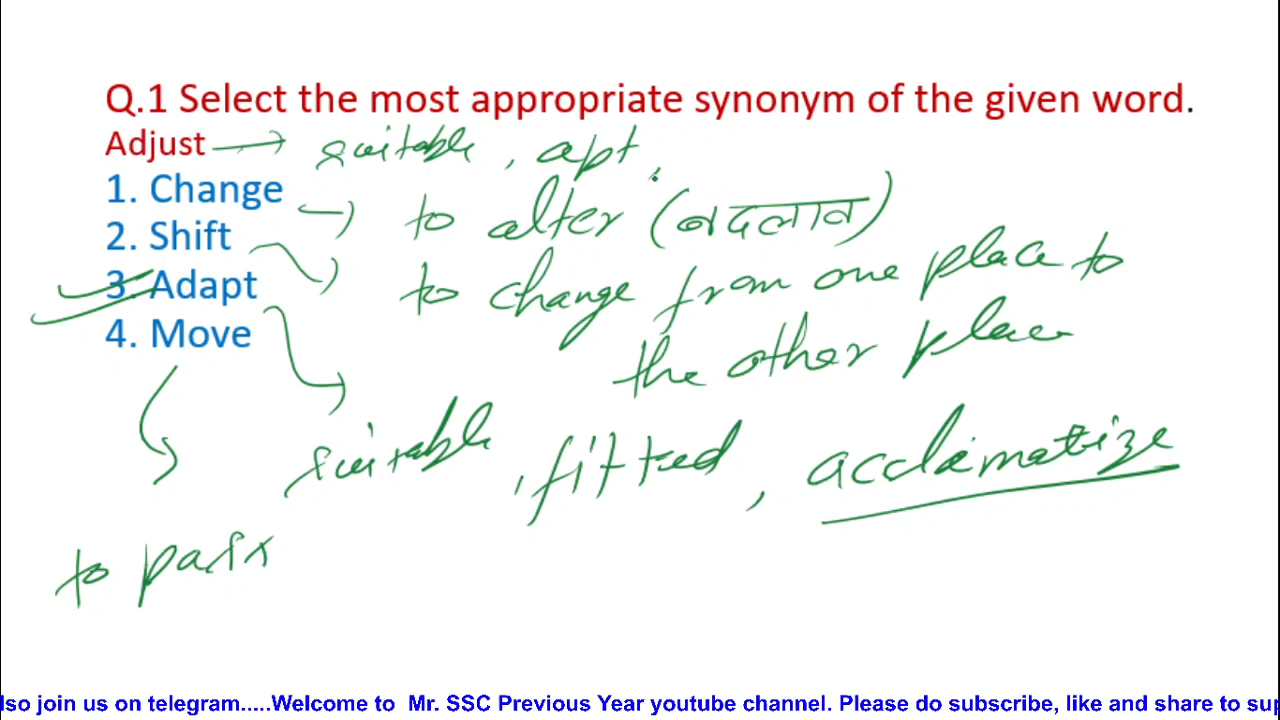 Q.1 Select the most appropriate synonym of the given word.
Adjust suitable, apt,
1. Change to alter (बदलाव)
2. Shift to change from one place to
the other place
3. Adapt suitable, fitted, acclimatize
4. Move to pass
lso join us on telegram.....Welcome to Mr. SSC Previous Year youtube channel. Please do subscribe, like and share to sup